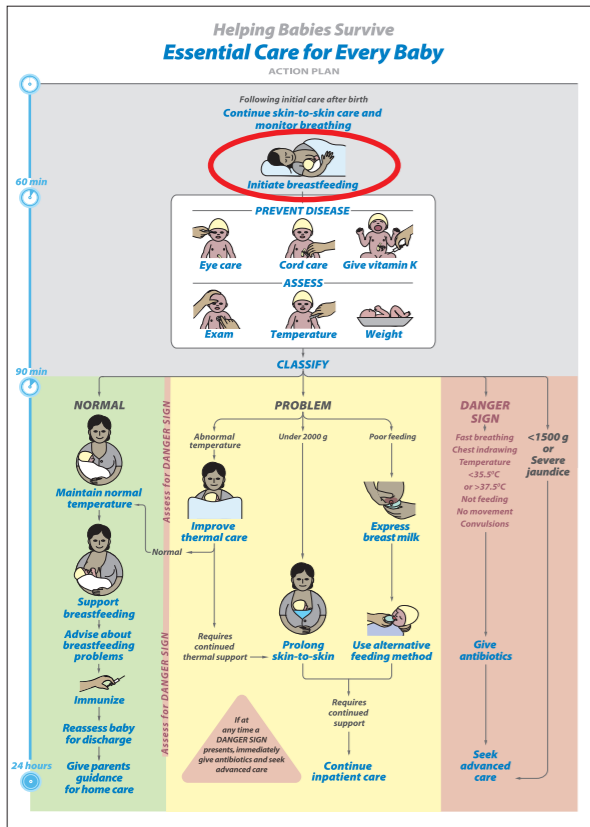 Helping Babies Survive
Essential Care for Every Baby
ACTION PLAN
Following initial care after birth
Continue skin-to-skin care and
monitor breathing
Initiate breastfeeding
60 min
PREVENT DISEASE
Eye care
Cord care
Give vitamin K
ASSESS
Exam
Temperature
Weight
CLASSIFY
90 min
NORMAL
Maintain normal
temperature
Support
breastfeeding
Advise about
breastfeeding
problems
Immunize
Reassess baby
for discharge
Give parents
guidance
for home care
Assess for DANGER SIGN
Assess for DANGER SIGN
PROBLEM
Abnormal
temperature
Improve
thermal care
Normal
Requires
continued
thermal support
Under 2000 g
Prolong
skin-to-skin
Poor feeding
Express
breast milk
Use alternative
feeding method
Requires
continued
support
Continue
inpatient care
If at
any time a
DANGER SIGN
presents, immediately
give antibiotics and seek
advanced care
DANGER
SIGN
Fast breathing
Chest indrawing
Temperature
<35.5°C
or >37.5°C
Not feeding
No movement
Convulsions
<1500 g
or
Severe
jaundice
Give
antibiotics
Seek
advanced
care
24 hours